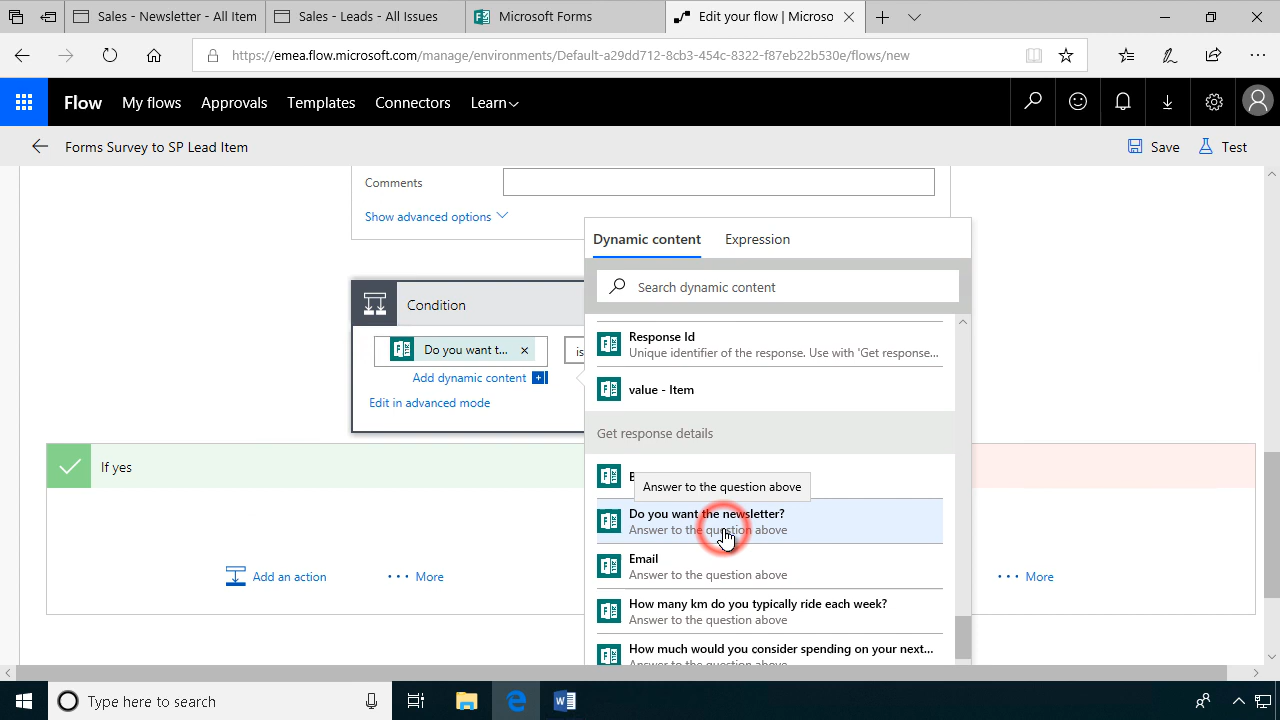 Sales - Newsletter - All Item
Sales - Leads - All Issues
Microsoft Forms
Edit your flow | Microso
https://emea.flow.microsoft.com/manage/environments/Default-a29dd712-8cb3-454c-8322-f87eb22b530e/flows/new
Flow My flows Approvals Templates Connectors Learn
Forms Survey to SP Lead Item
Save Test
Comments
Show advanced options
Dynamic content Expression
Search dynamic content
Condition
Do you want t... ×
is
Add dynamic content
Edit in advanced mode
Response Id
Unique identifier of the response. Use with 'Get response...
value - Item
Get response details
Answer to the question above
Do you want the newsletter?
Answer to the question above
Email
Answer to the question above
How many km do you typically ride each week?
Answer to the question above
How much would you consider spending on your next...
Answer to the question above
If yes
Add an action
••• More
••• More
Type here to search